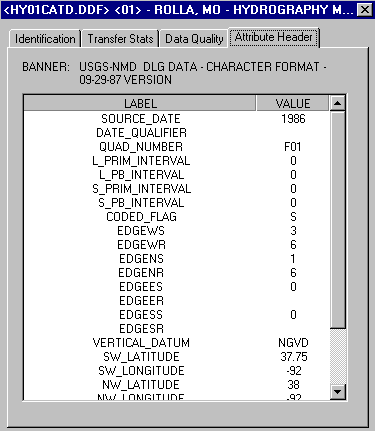 <HY01CATD.DDF> <01> - ROLLA, MO - HYDROGRAPHY M...
Identification Transfer Stats Data Quality Attribute Header
BANNER: USGS-NMD DLG DATA - CHARACTER FORMAT -
09-29-87 VERSION
LABEL VALUE
SOURCE_DATE 1986
DATE_QUALIFIER
QUAD_NUMBER F01
L_PRIM_INTERVAL 0
L_PB_INTERVAL 0
S_PRIM_INTERVAL 0
S_PB_INTERVAL 0
CODED_FLAG S
EDGEWS 3
EDGEWR 6
EDGENS 1
EDGENR 6
EDGEES 0
EDGEER
EDGESS 0
EDGESR
VERTICAL_DATUM NGVD
SW_LATITUDE 37.75
SW_LONGITUDE -92
NW_LATITUDE 38
NW_LONGITUDE -92